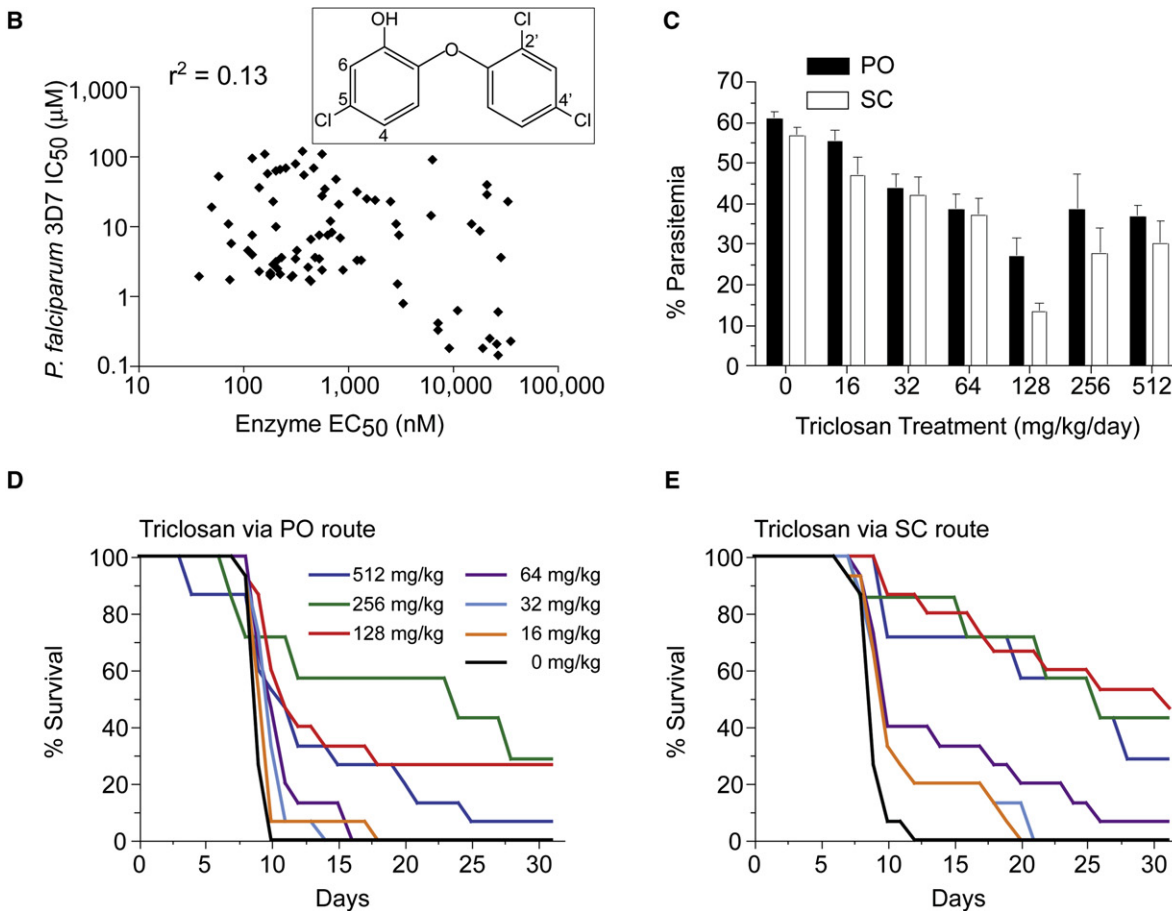 B
r² = 0.13
P. falciparum 3D7 IC50 (μM)
1,000
100
10
1
0.1
10
100
1,000
10,000
100,000
Enzyme EC50 (nM)
OH
O
Cl
2'
6
5
Cl
4
4'
Cl
C
PO
SC
% Parasitemia
70
60
50
40
30
20
10
0
0 16 32 64 128 256 512
Triclosan Treatment (mg/kg/day)
D
Triclosan via PO route
% Survival
100
80
60
40
20
0
512 mg/kg
256 mg/kg
128 mg/kg
64 mg/kg
32 mg/kg
16 mg/kg
0 mg/kg
0 5 10 15 20 25 30
Days
E
Triclosan via SC route
% Survival
100
80
60
40
20
0
0 5 10 15 20 25 30
Days